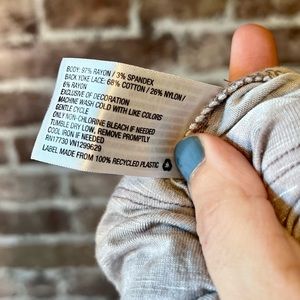 BODY: 97% RAYON / 3% SPANDEX
BACK YOKE LACE: 68% COTTON / 26% NYLON /
6% RAYON
EXCLUSIVE OF DECORATION
MACHINE WASH COLD WITH LIKE COLORS
GENTLE CYCLE
ONLY NON-CHLORINE BLEACH IF NEEDED
TUMBLE DRY LOW, REMOVE PROMPTLY
COOL IRON IF NEEDED
RN17730 VN1299629
LABEL MADE FROM 100% RECYCLED PLASTIC